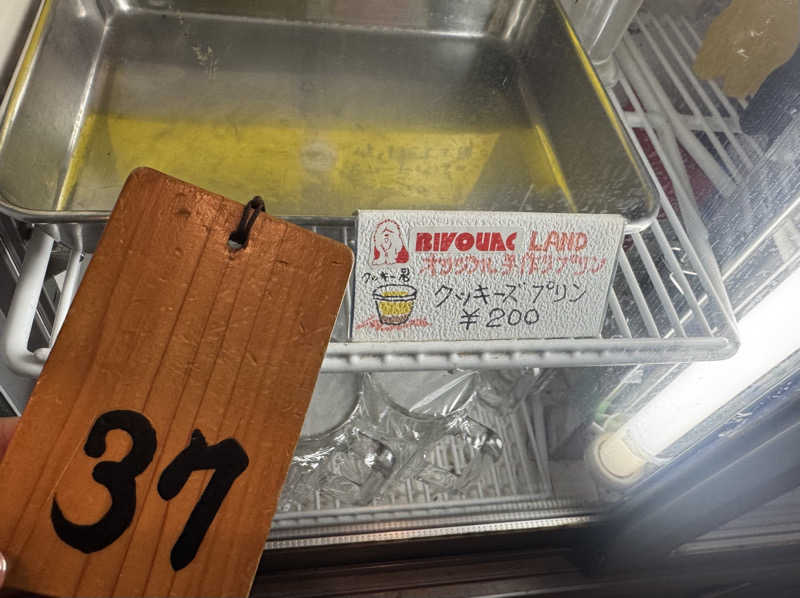 BIVOUAC LAND
オリジナル手作りプリン
クッキー君
クッキーズプリン
¥200
37